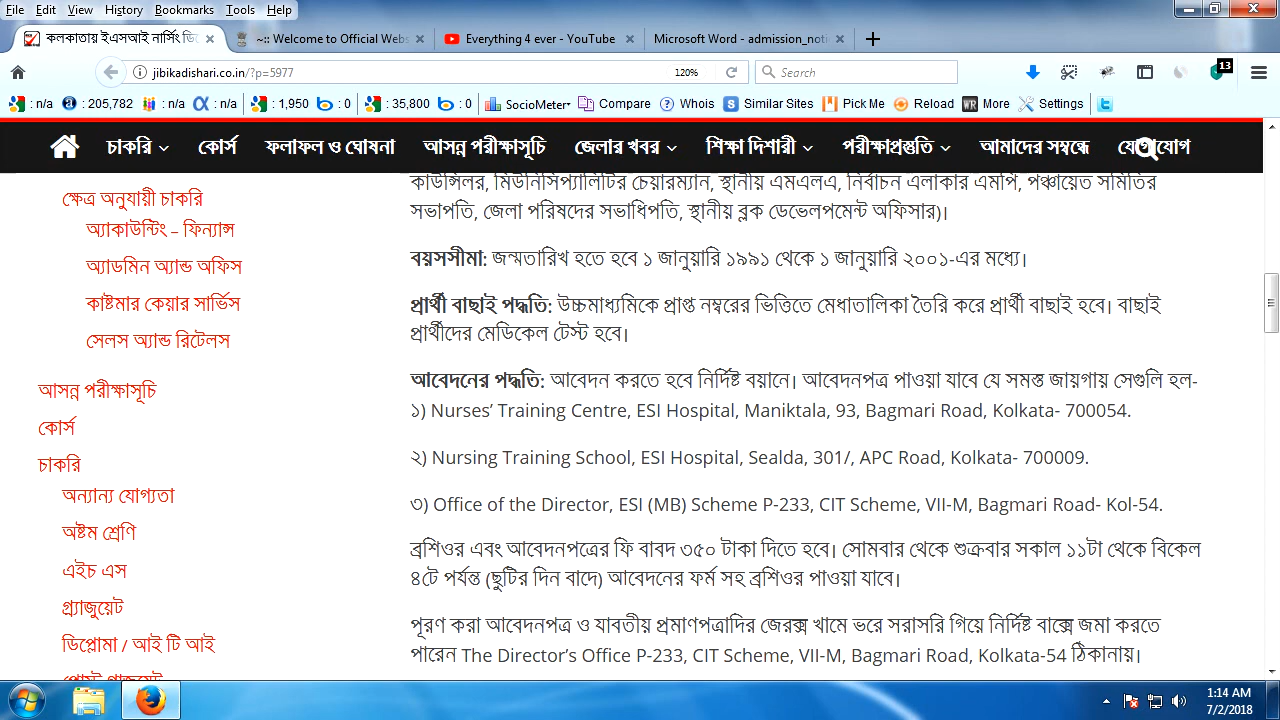 File Edit View History Bookmarks Tools Help
কলকাতায় ইএসআই নার্সিং ডি
~:: Welcome to Official Webs
Everything 4 ever - YouTube
Microsoft Word - admission_noti
jibikadishari.co.in/?p=5977
120%
Search
13
: n/a : 205,782 : n/a : n/a : 1,950 : 0 : 35,800 : 0 SocioMeter Compare Whois Similar Sites Pick Me Reload WR More Settings
চাকরি কোর্স ফলাফল ও ঘোষনা আসন্ন পরীক্ষাসূচি জেলার খবর শিক্ষা দিশারী পরীক্ষাপ্রস্তুতি আমাদের সম্বন্ধে যোগাযোগ
ক্ষেত্র অনুযায়ী চাকরি
অ্যাকাউন্টিং – ফিন্যান্স
অ্যাডমিন অ্যান্ড অফিস
কাষ্টমার কেয়ার সার্ভিস
সেলস অ্যান্ড রিটেলস
আসন্ন পরীক্ষাসূচি
কোর্স
চাকরি
অন্যান্য যোগ্যতা
অষ্টম শ্রেণি
এইচ এস
গ্র্যাজুয়েট
ডিপ্লোমা / আই টি আই
কাউন্সিলর, মিউনিসিপ্যালিটির চেয়ারম্যান, স্থানীয় এমএলএ, নির্বাচন এলাকার এমপি, পঞ্চায়েত সমিতির
সভাপতি, জেলা পরিষদের সভাধিপতি, স্থানীয় ব্লক ডেভেলপমেন্ট অফিসার)।
বয়সসীমা: জন্মতারিখ হতে হবে ১ জানুয়ারি ১৯৯১ থেকে ১ জানুয়ারি ২০০১-এর মধ্যে।
প্রার্থী বাছাই পদ্ধতি: উচ্চমাধ্যমিকে প্রাপ্ত নম্বরের ভিত্তিতে মেধাতালিকা তৈরি করে প্রার্থী বাছাই হবে। বাছাই
প্রার্থীদের মেডিকেল টেস্ট হবে।
আবেদনের পদ্ধতি: আবেদন করতে হবে নির্দিষ্ট বয়ানে। আবেদনপত্র পাওয়া যাবে যে সমস্ত জায়গায় সেগুলি হল-
১) Nurses’ Training Centre, ESI Hospital, Maniktala, 93, Bagmari Road, Kolkata- 700054.
২) Nursing Training School, ESI Hospital, Sealda, 301/, APC Road, Kolkata- 700009.
৩) Office of the Director, ESI (MB) Scheme P-233, CIT Scheme, VII-M, Bagmari Road- Kol-54.
ব্রশিওর এবং আবেদনপত্রের ফি বাবদ ৩৫০ টাকা দিতে হবে। সোমবার থেকে শুক্রবার সকাল ১১টা থেকে বিকেল
৪টে পর্যন্ত (ছুটির দিন বাদে) আবেদনের ফর্ম সহ ব্রশিওর পাওয়া যাবে।
পূরণ করা আবেদনপত্র ও যাবতীয় প্রমাণপত্রাদির জেরক্স খামে ভরে সরাসরি গিয়ে নির্দিষ্ট বাক্সে জমা করতে
পারেন The Director’s Office P-233, CIT Scheme, VII-M, Bagmari Road, Kolkata-54 ঠিকানায়।
1:14 AM
7/2/2018